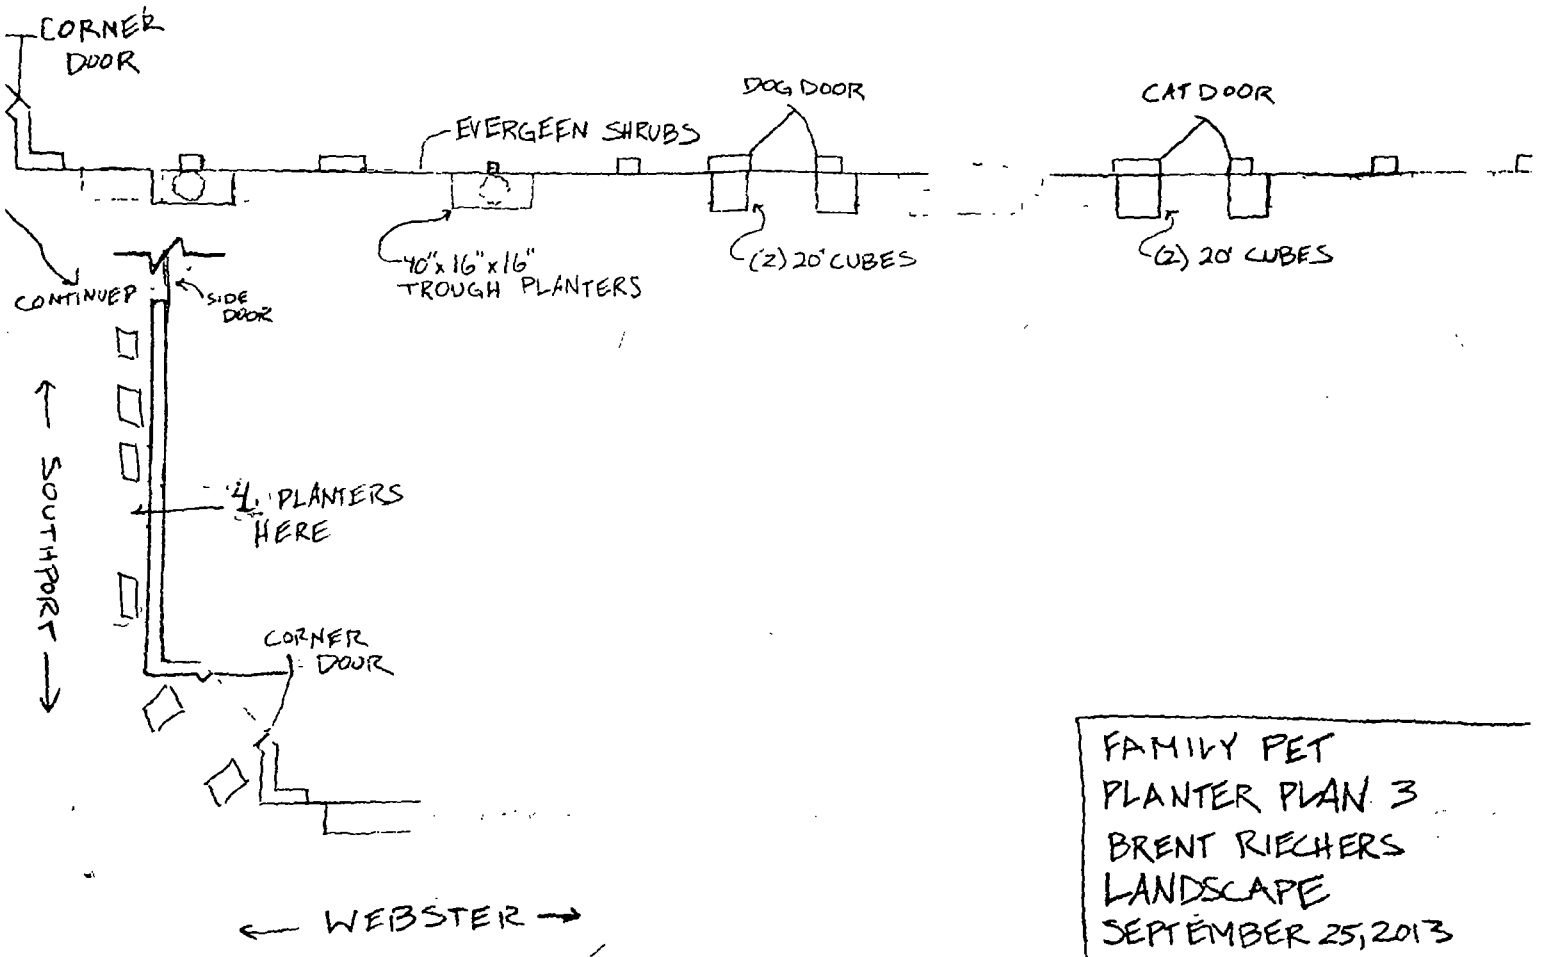 CORNER
DOOR
DOG DOOR
CAT DOOR
EVERGEEN SHRUBS
40"x16"x16"
TROUGH PLANTERS
(2) 20" CUBES
(2) 20" CUBES
CONTINUED
SIDE
DOOR
SOUTHPORT
4 PLANTERS
HERE
CORNER
DOOR
WEBSTER
FAMILY PET
PLANTER PLAN 3
BRENT RIECHERS
LANDSCAPE
SEPTEMBER 25, 2013